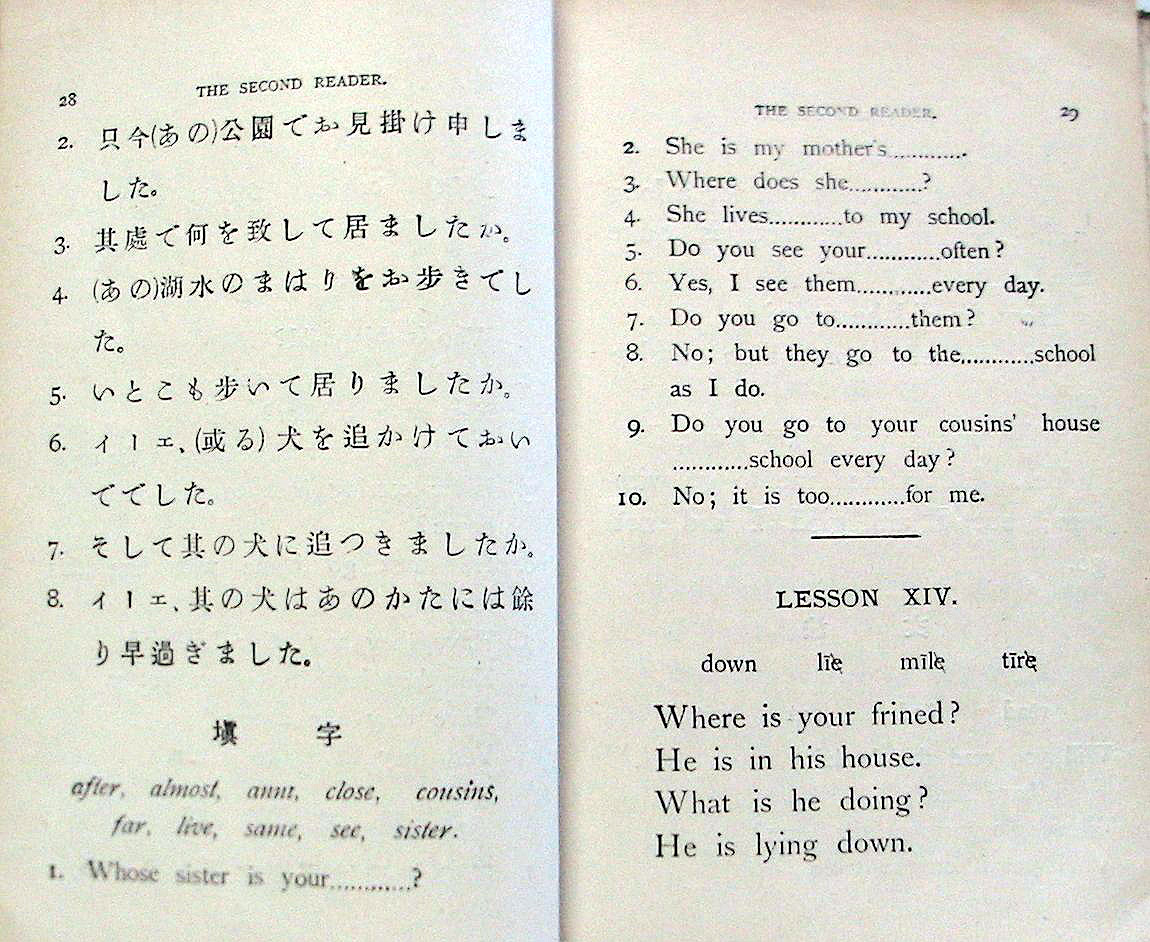 28 THE SECOND READER.
2. 只今(あの)公園でお見掛け申しま
した。
3. 其處で何を致して居ましたか。
4. (あの)湖水のまはりをお歩きでし
た。
5. いとこも歩いて居りましたか。
6. イーエ、(或る)犬を追かけておい
ででした。
7. そして其の犬に追つきましたか。
8. イーエ、其の犬はあのかたには餘
り早過ぎました。
塡字
after, almost, aunt, close, cousins,
far, live, same, see, sister.
1. Whose sister is your............?
THE SECOND READER. 29
2. She is my mother's............
3. Where does she............?
4. She lives............to my school.
5. Do you see your............often?
6. Yes, I see them............every day.
7. Do you go to............them?
8. No; but they go to the............school
as I do.
9. Do you go to your cousins' house
............school every day?
10. No; it is too............for me.
LESSON XIV.
down līe mīle tīre
Where is your frined?
He is in his house.
What is he doing?
He is lying down.